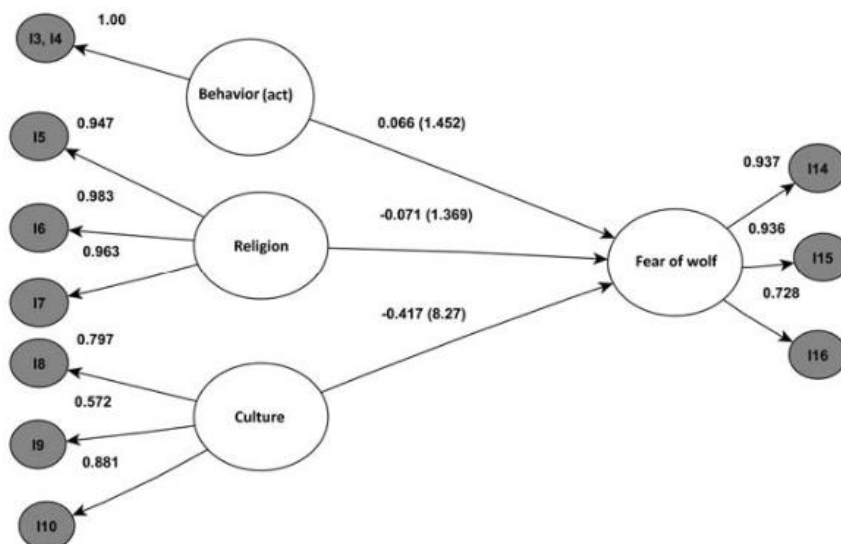 1.00
I3, I4
Behavior (act)
0.947
0.066 (1.452)
I5
0.937
I14
0.983
-0.071 (1.369)
0.936
I6
Religion
0.963
Fear of wolf
I15
I7
-0.417 (8.27)
0.728
0.797
I8
I16
0.572
Culture
I9
0.881
I10